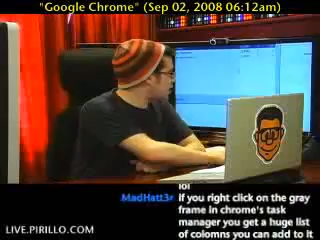 "Google Chrome" (Sep 02, 2008 06:12am)
lol
MadHatt3r if you right click on the gray
frame in chrome's task
manager you get a huge list
of colomns you can add to it
LIVE.PIRILLO.COM